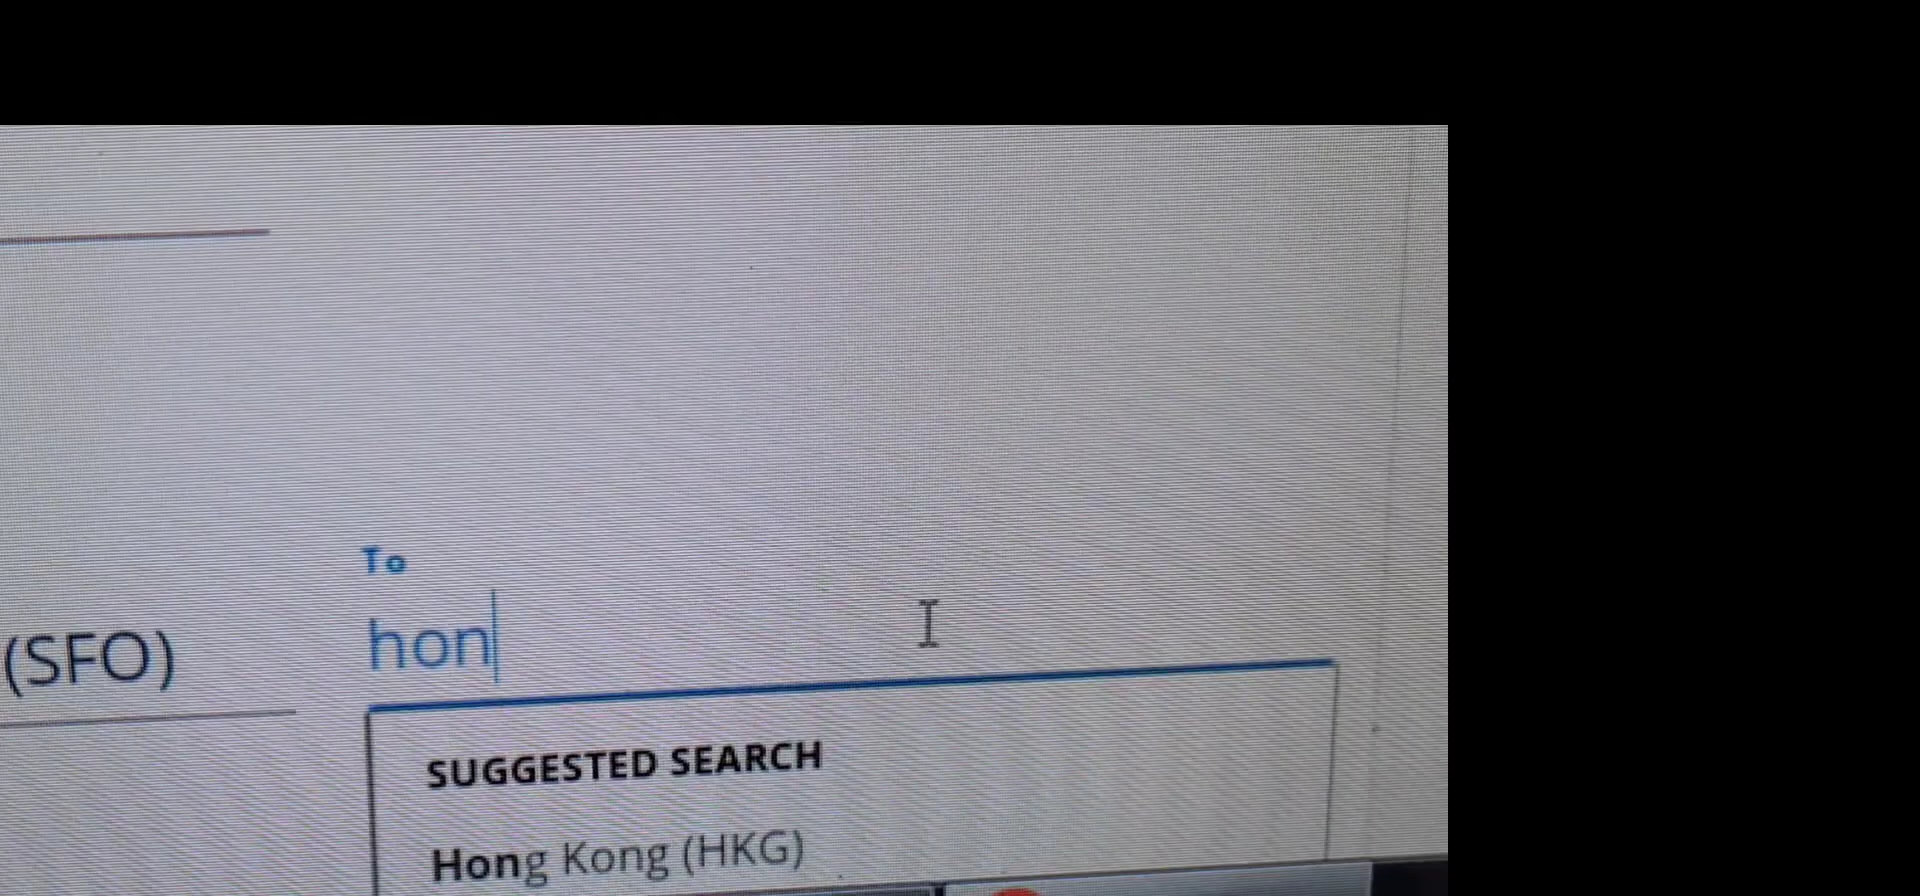 To
(SFO)
hon
SUGGESTED SEARCH
Hong Kong (HKG)